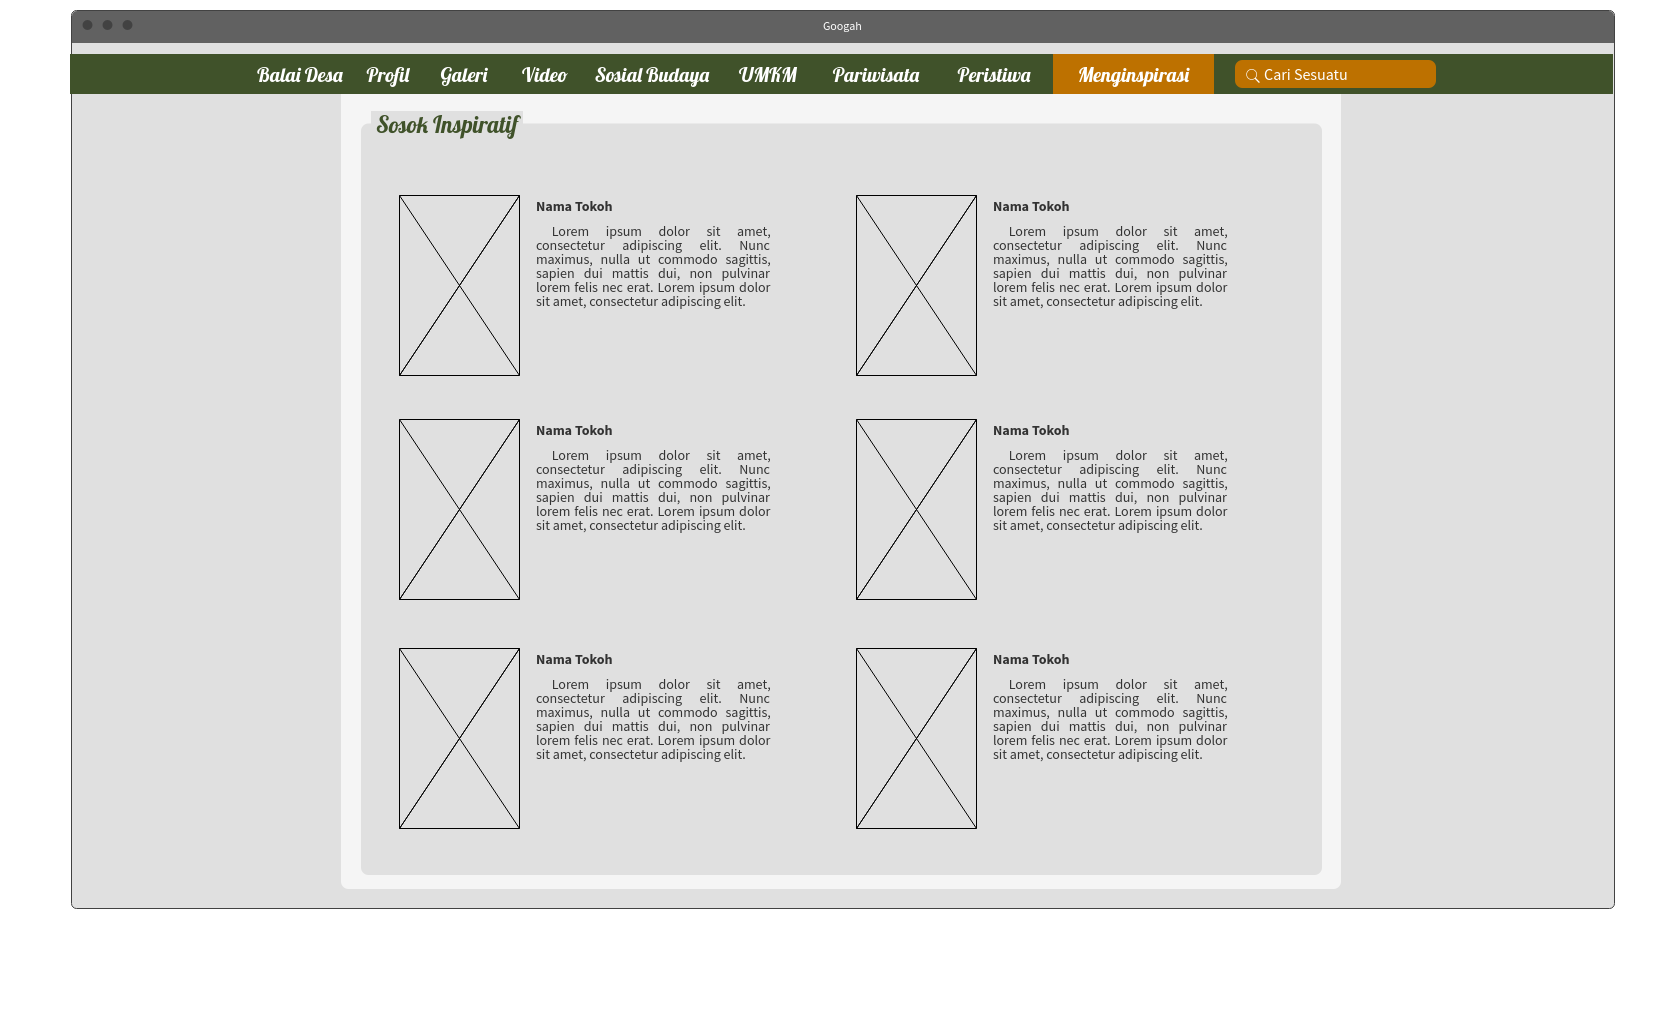 Googah
Balai Desa Profil Galeri Video Sosial Budaya UMKM Pariwisata Peristiwa Menginspirasi Cari Sesuatu
Sosok Inspiratif
Nama Tokoh
Lorem ipsum dolor sit amet,
consectetur adipiscing elit. Nunc
maximus, nulla ut commodo sagittis,
sapien dui mattis dui, non pulvinar
lorem felis nec erat. Lorem ipsum dolor
sit amet, consectetur adipiscing elit.
Nama Tokoh
Lorem ipsum dolor sit amet,
consectetur adipiscing elit. Nunc
maximus, nulla ut commodo sagittis,
sapien dui mattis dui, non pulvinar
lorem felis nec erat. Lorem ipsum dolor
sit amet, consectetur adipiscing elit.
Nama Tokoh
Lorem ipsum dolor sit amet,
consectetur adipiscing elit. Nunc
maximus, nulla ut commodo sagittis,
sapien dui mattis dui, non pulvinar
lorem felis nec erat. Lorem ipsum dolor
sit amet, consectetur adipiscing elit.
Nama Tokoh
Lorem ipsum dolor sit amet,
consectetur adipiscing elit. Nunc
maximus, nulla ut commodo sagittis,
sapien dui mattis dui, non pulvinar
lorem felis nec erat. Lorem ipsum dolor
sit amet, consectetur adipiscing elit.
Nama Tokoh
Lorem ipsum dolor sit amet,
consectetur adipiscing elit. Nunc
maximus, nulla ut commodo sagittis,
sapien dui mattis dui, non pulvinar
lorem felis nec erat. Lorem ipsum dolor
sit amet, consectetur adipiscing elit.
Nama Tokoh
Lorem ipsum dolor sit amet,
consectetur adipiscing elit. Nunc
maximus, nulla ut commodo sagittis,
sapien dui mattis dui, non pulvinar
lorem felis nec erat. Lorem ipsum dolor
sit amet, consectetur adipiscing elit.